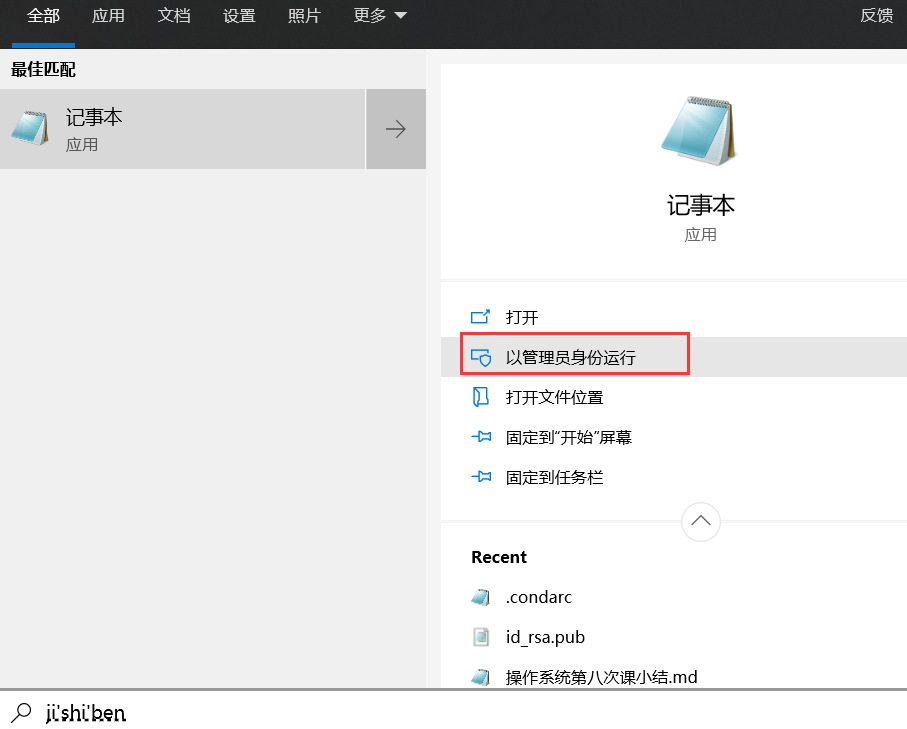 全部 应用 文档 设置 照片 更多 反馈
最佳匹配
记事本
应用
记事本
应用
打开
以管理员身份运行
打开文件位置
固定到“开始”屏幕
固定到任务栏
Recent
.condarc
id_rsa.pub
操作系统第八次课小结.md
ji'shi'ben